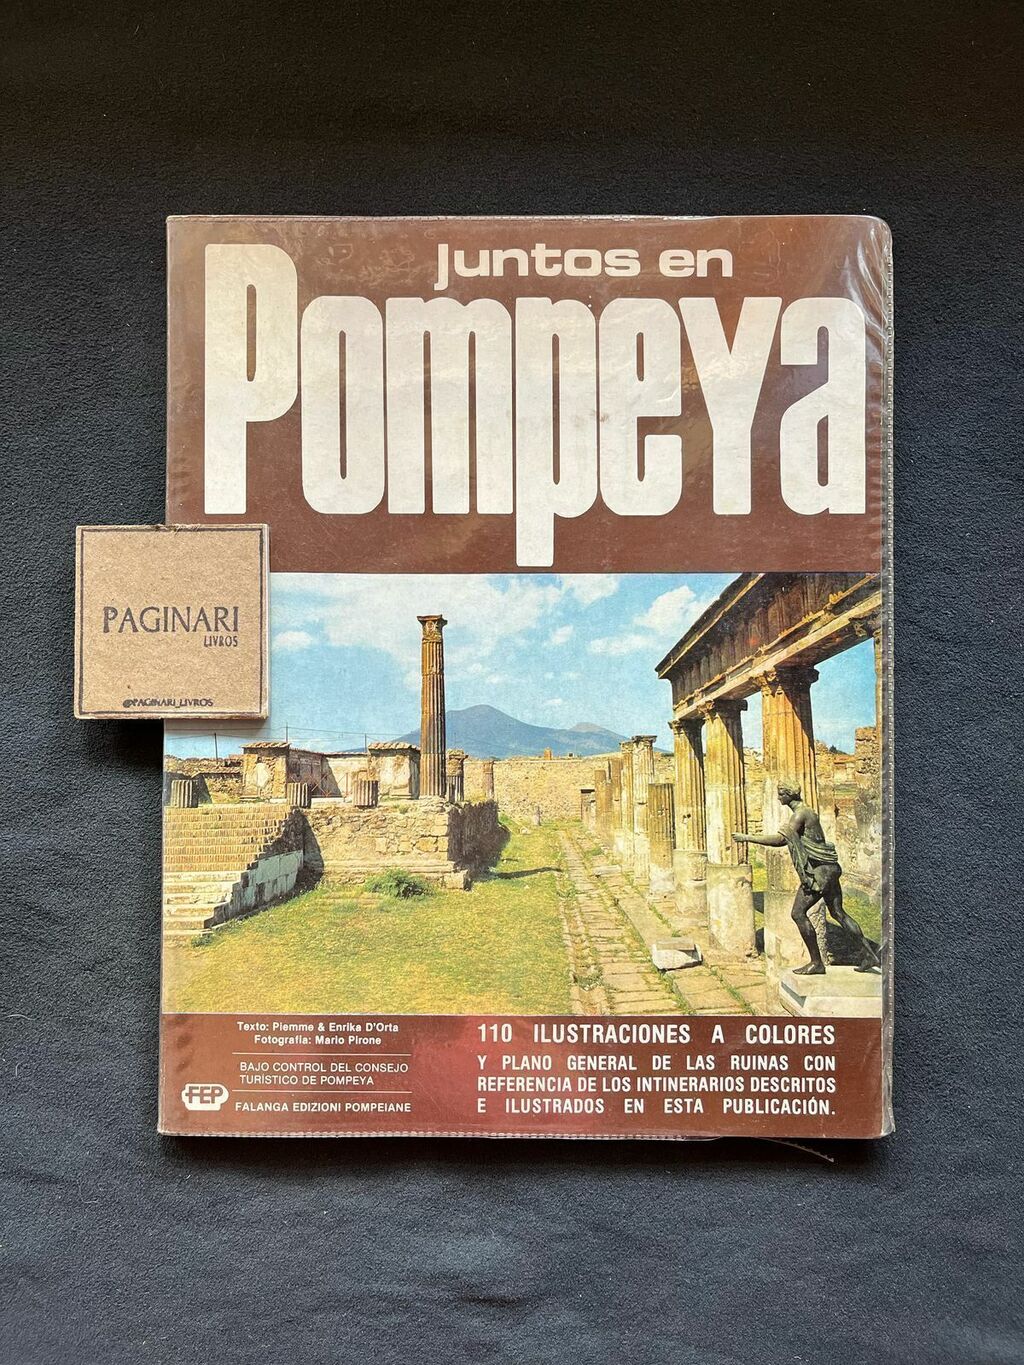 juntos en
Pompeya
PAGINARI
LIVROS
@PAGINARI_LIVROS
Texto: Piemme & Enrika D'Orta
Fotografía: Mario Pirone
BAJO CONTROL DEL CONSEJO
TURÍSTICO DE POMPEYA
FEP
FALANGA EDIZIONI POMPEIANE
110 ILUSTRACIONES A COLORES
Y PLANO GENERAL DE LAS RUINAS CON
REFERENCIA DE LOS INTINERARIOS DESCRITOS
E ILUSTRADOS EN ESTA PUBLICACIÓN.